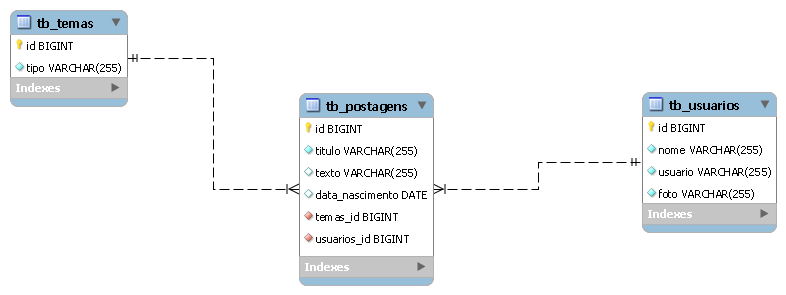 tb_temas
id BIGINT
tipo VARCHAR(255)
Indexes
tb_postagens
id BIGINT
titulo VARCHAR(255)
texto VARCHAR(255)
data_nascimento DATE
temas_id BIGINT
usuarios_id BIGINT
Indexes
tb_usuarios
id BIGINT
nome VARCHAR(255)
usuario VARCHAR(255)
foto VARCHAR(255)
Indexes